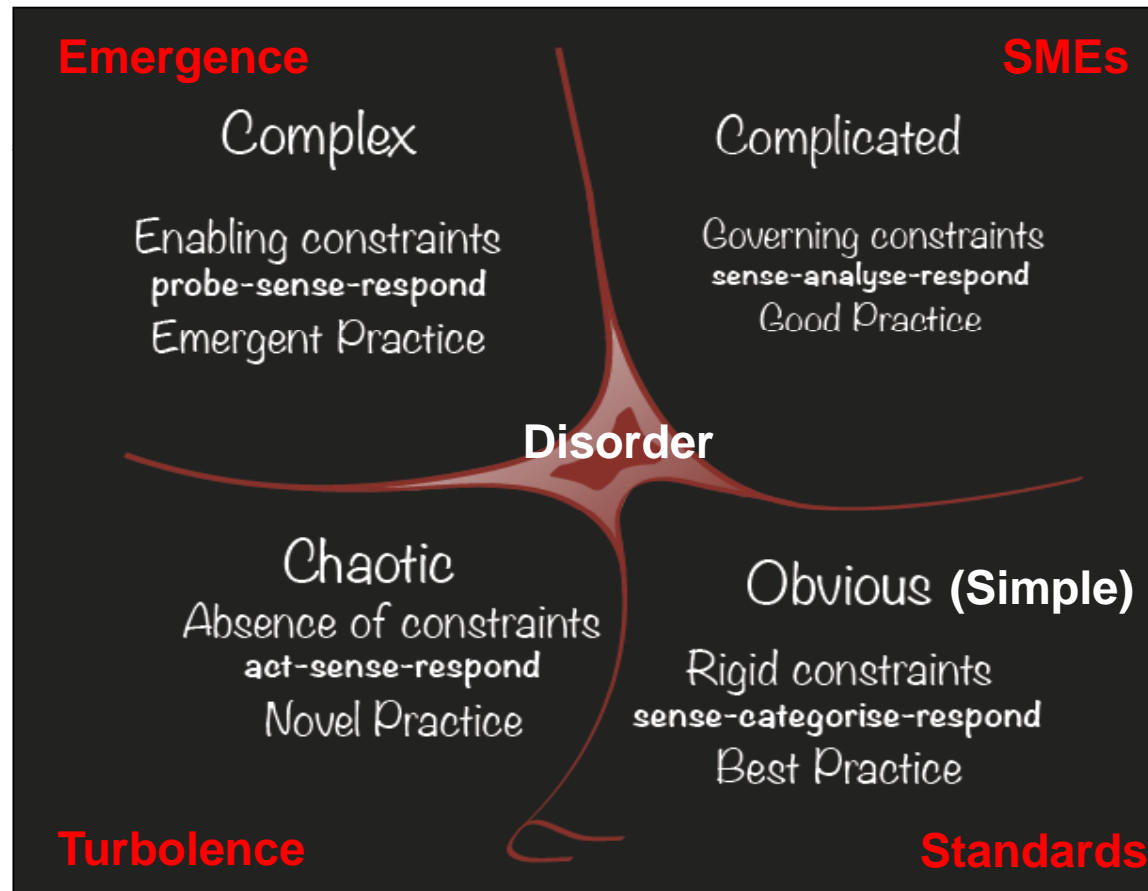 Emergence
SMEs
Complex
Enabling constraints
probe-sense-respond
Emergent Practice
Complicated
Governing constraints
sense-analyse-respond
Good Practice
Disorder
Chaotic
Absence of constraints
act-sense-respond
Novel Practice
Obvious (Simple)
Rigid constraints
sense-categorise-respond
Best Practice
Turbolence
Standards